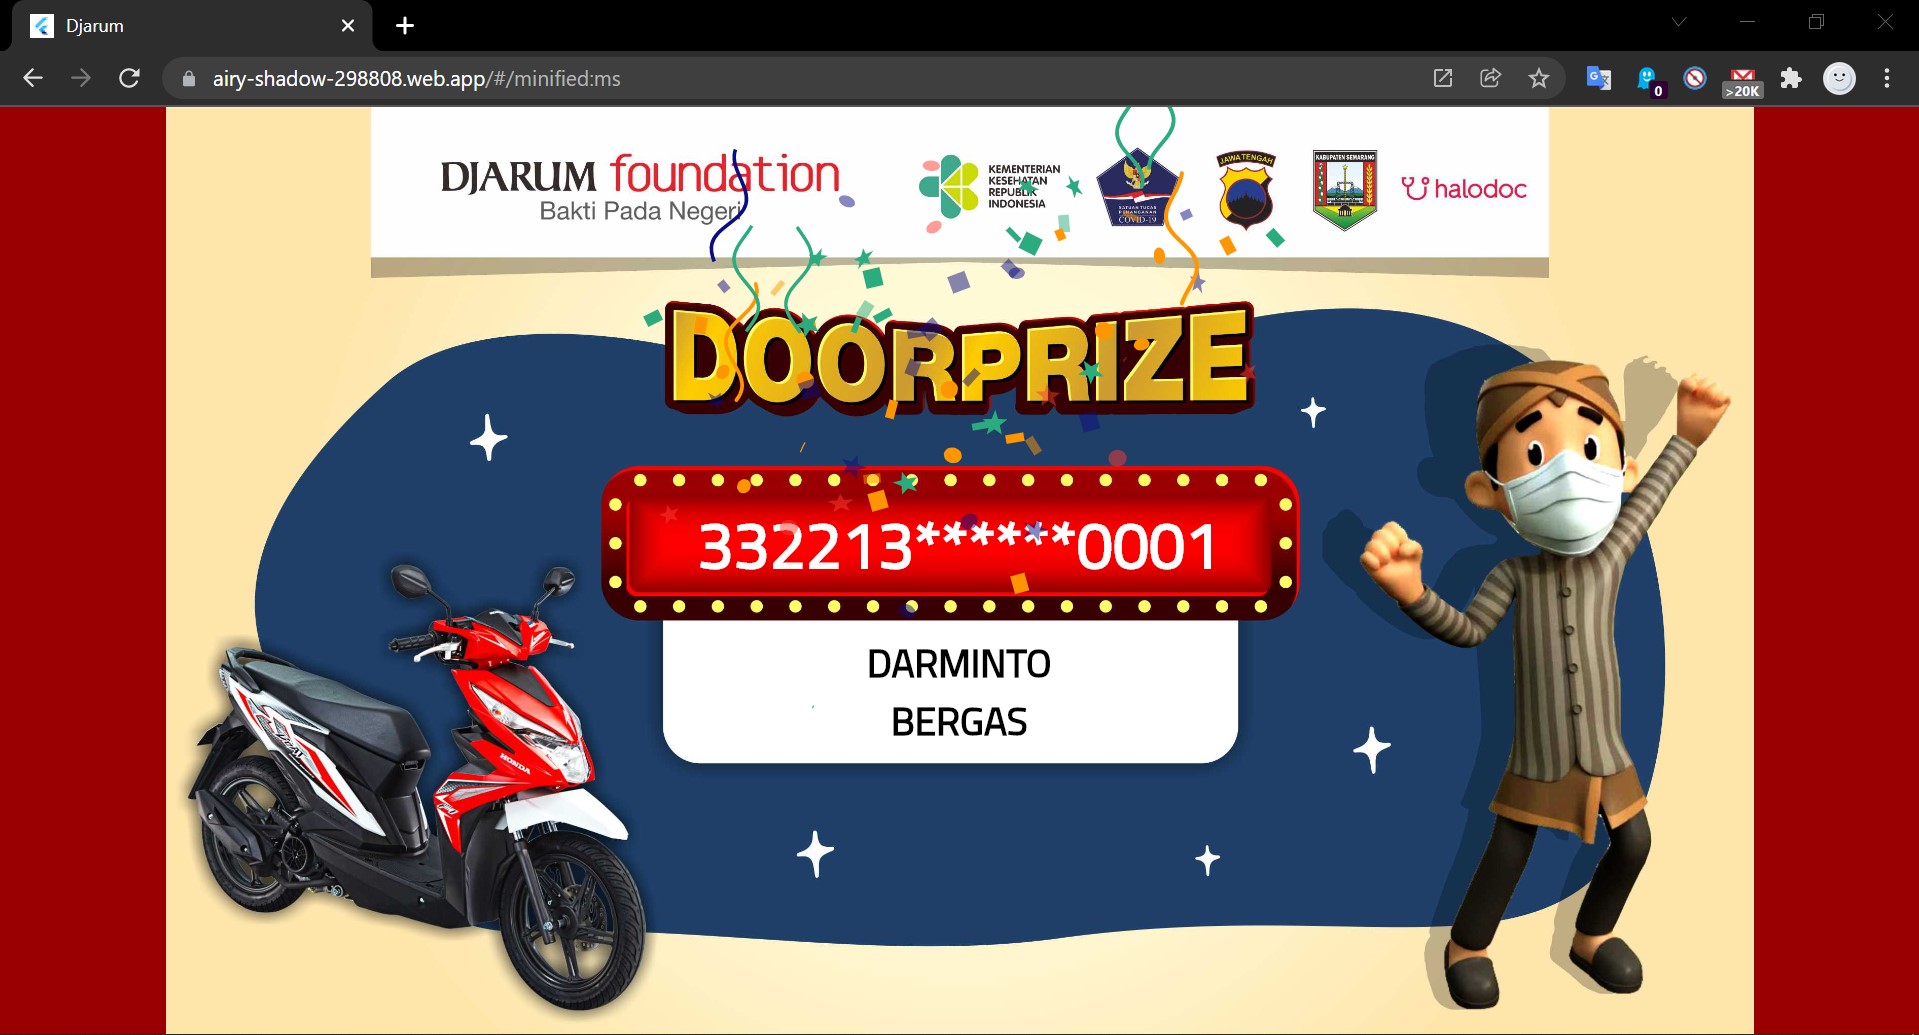 Djarum
airy-shadow-298808.web.app/#/minified:ms
0
>20K
DJARUM foundation
Bakti Pada Negeri
KEMENTERIAN
KESEHATAN
REPUBLIK
INDONESIA
SATUAN TUGAS
PENANGANAN
COVID-19
JAWA TENGAH
KABUPATEN SEMARANG
halodoc
DOORPRIZE
332213******0001
DARMINTO
BERGAS
HONDA